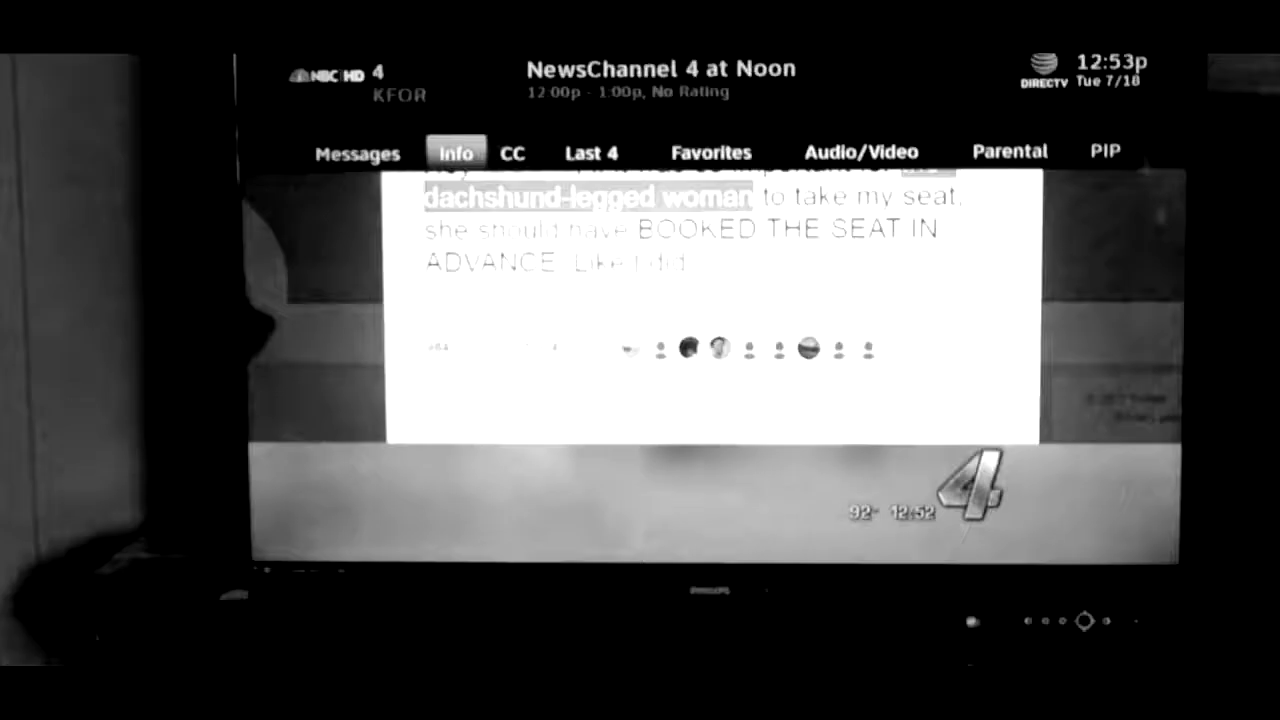 NBC HD 4
KFOR
NewsChannel 4 at Noon
12:00p - 1:00p, No Rating
DIRECTV
12:53p
Tue 7/18
Messages Info CC Last 4 Favorites Audio/Video Parental PIP
dachshund-legged woman to take my seat,
she should have BOOKED THE SEAT IN
ADVANCE. Like I did
92° 12:52
4
PHILIPS